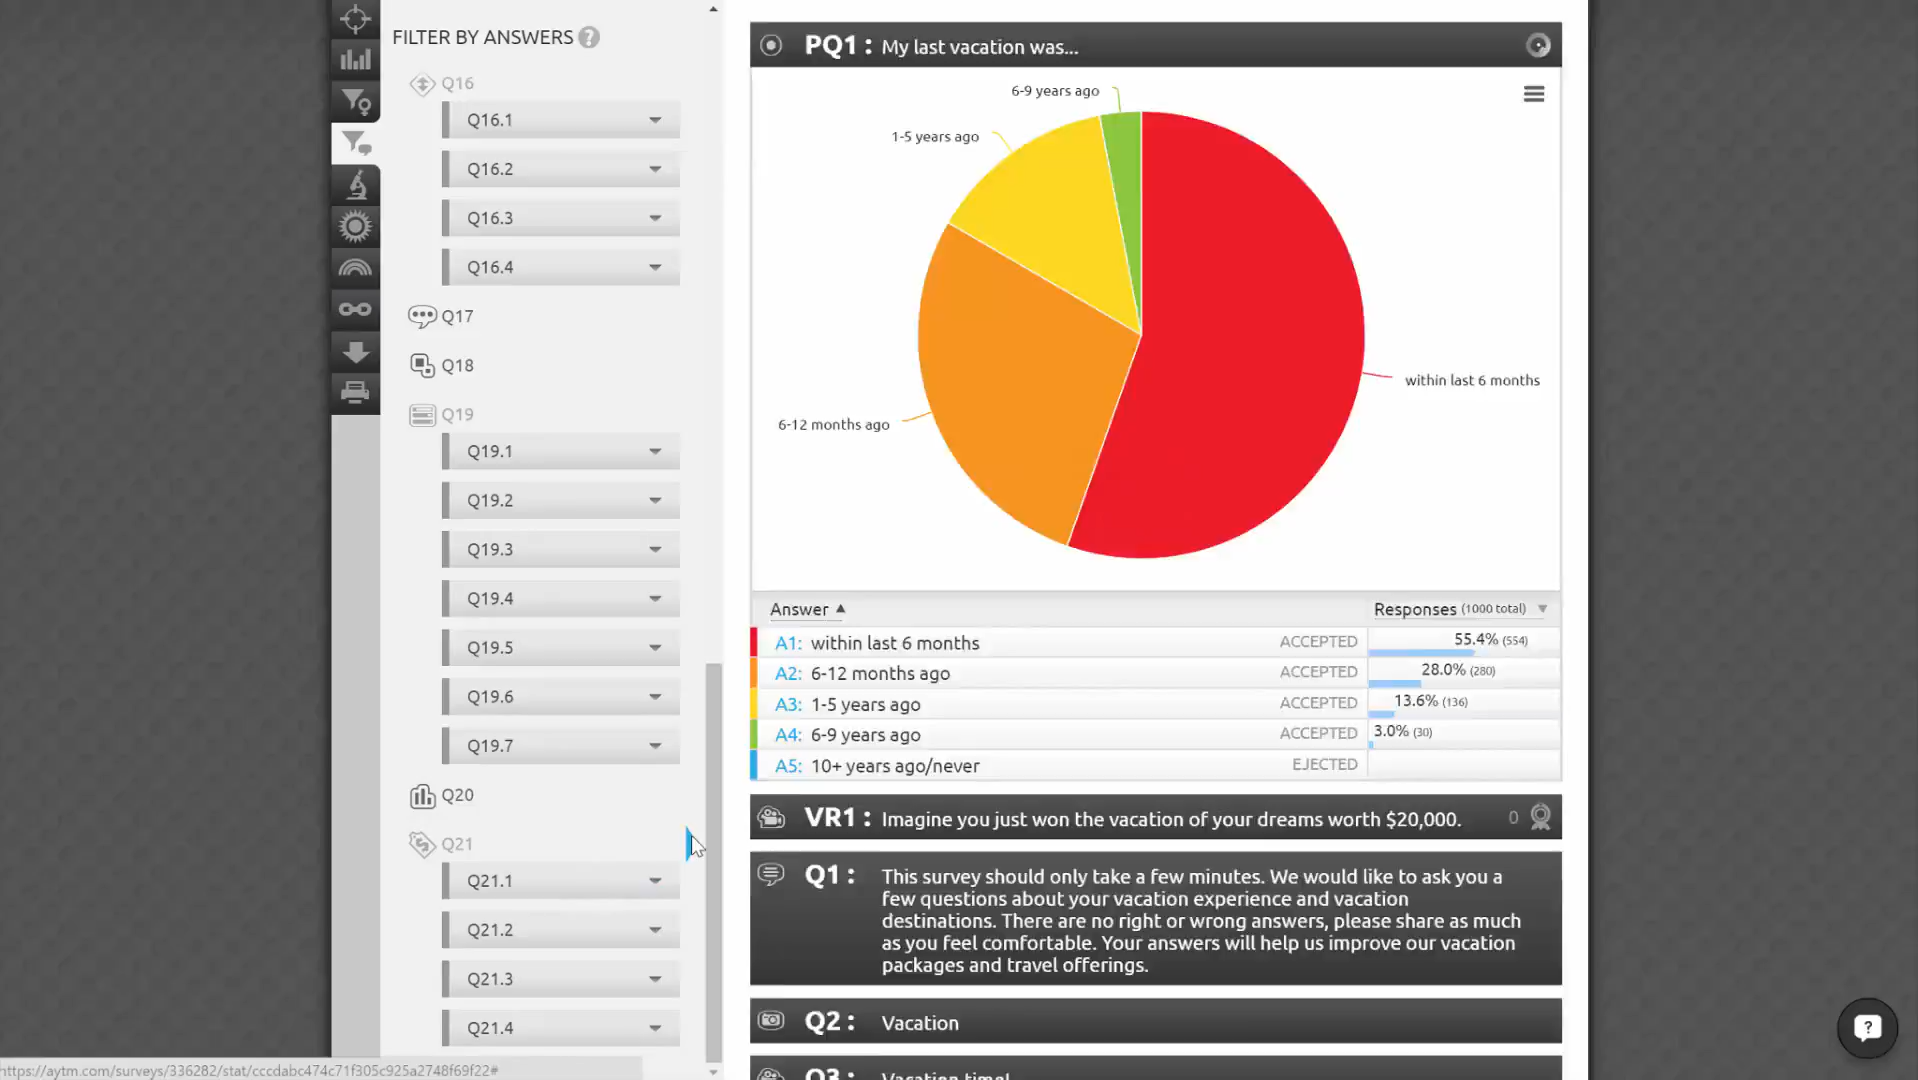 FILTER BY ANSWERS ?
Q16
Q16.1
Q16.2
Q16.3
Q16.4
Q17
Q18
Q19
Q19.1
Q19.2
Q19.3
Q19.4
Q19.5
Q19.6
Q19.7
Q20
Q21
Q21.1
Q21.2
Q21.3
Q21.4
https://aytm.com/surveys/336282/stat/cccdabc474c71f305c925a2748f69f22#
PQ1 : My last vacation was...
6-9 years ago
1-5 years ago
within last 6 months
6-12 months ago
Answer ▲ Responses (1000 total) ▼
A1: within last 6 months ACCEPTED 55.4% (554)
A2: 6-12 months ago ACCEPTED 28.0% (280)
A3: 1-5 years ago ACCEPTED 13.6% (136)
A4: 6-9 years ago ACCEPTED 3.0% (30)
A5: 10+ years ago/never EJECTED
VR1 : Imagine you just won the vacation of your dreams worth $20,000. 0
Q1 : This survey should only take a few minutes. We would like to ask you a
few questions about your vacation experience and vacation
destinations. There are no right or wrong answers, please share as much
as you feel comfortable. Your answers will help us improve our vacation
packages and travel offerings.
Q2 : Vacation
Q3 : Vacation time!
?